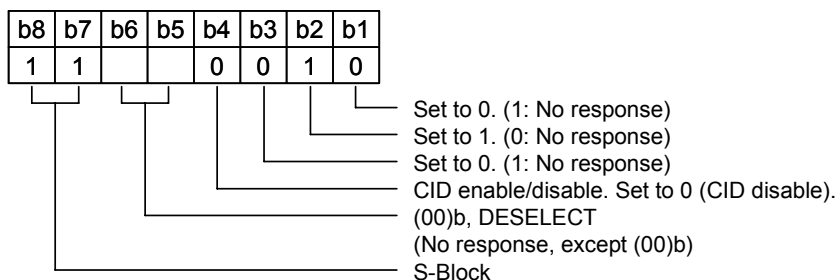 b8 b7 b6 b5 b4 b3 b2 b1
1 1 0 0 1 0
Set to 0. (1: No response)
Set to 1. (0: No response)
Set to 0. (1: No response)
CID enable/disable. Set to 0 (CID disable).
(00)b, DESELECT
(No response, except (00)b)
S-Block